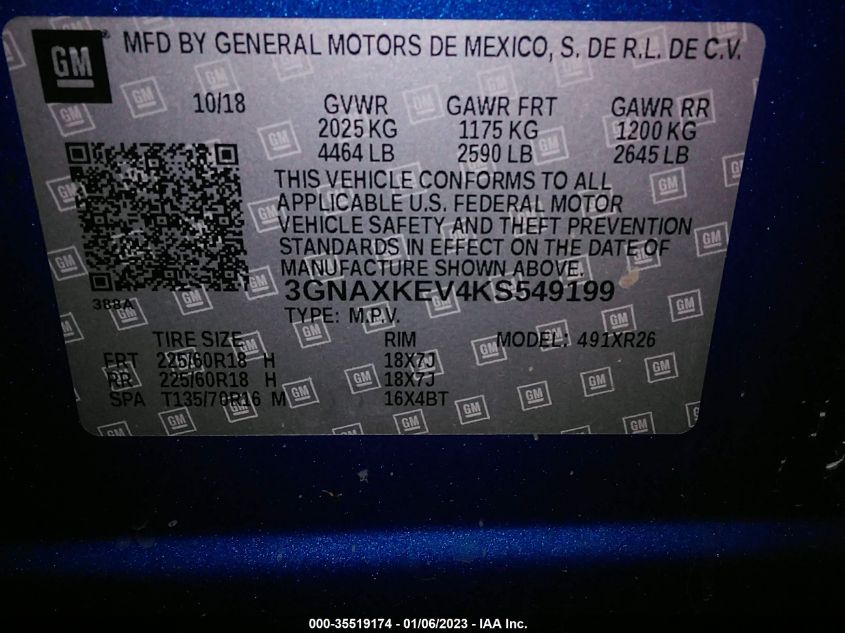 GM® MFD BY GENERAL MOTORS DE MEXICO, S. DE R.L. DE C.V.
10/18 GVWR GAWR FRT GAWR RR
2025 KG 1175 KG 1200 KG
4464 LB 2590 LB 2645 LB
THIS VEHICLE CONFORMS TO ALL
APPLICABLE U.S. FEDERAL MOTOR
VEHICLE SAFETY AND THEFT PREVENTION
STANDARDS IN EFFECT ON THE DATE OF
MANUFACTURE SHOWN ABOVE.
388A 3GNAXKEV4KS549199
TYPE: M.P.V.
TIRE SIZE RIM MODEL: 491XR26
FRT 225/60R18 H 18X7J
RR 225/60R18 H 18X7J
SPA T135/70R16 M 16X4BT
000-35519174 - 01/06/2023 - IAA Inc.